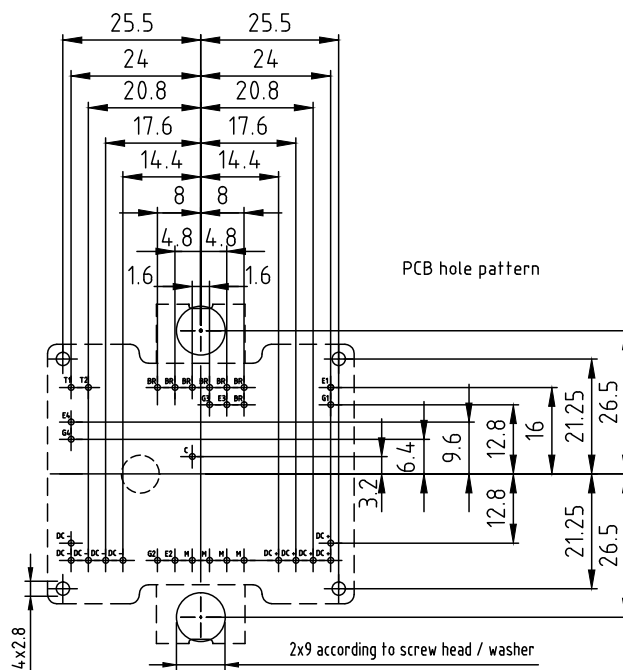 25.5 25.5
24 24
20.8 20.8
17.6 17.6
14.4 14.4
8 8
4.8 4.8
1.6 1.6
PCB hole pattern
T1 T2 BR BR BR BR BR BR E1
G3 E3 BR G1
E4
G4
C
3.2
6.4
9.6
12.8
16
21.25
26.5
12.8
21.25
26.5
DC - DC +
DC - DC - DC - DC - G2 E2 M M M M DC + DC + DC + DC +
4x2.8
2x9 according to screw head / washer